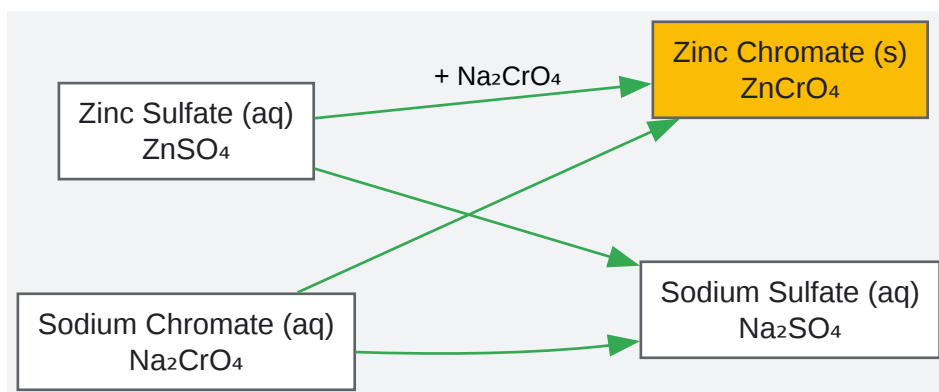 Zinc Sulfate (aq)
ZnSO₄
+ Na₂CrO₄
Zinc Chromate (s)
ZnCrO₄
Sodium Chromate (aq)
Na₂CrO₄
Sodium Sulfate (aq)
Na₂SO₄